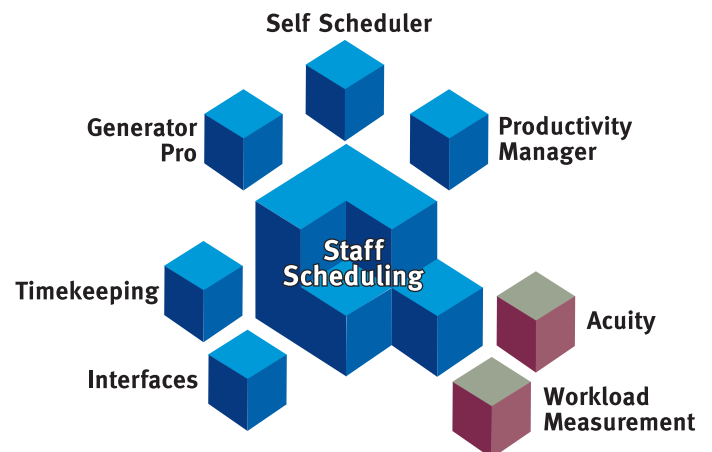 Self Scheduler
Generator
Pro
Productivity
Manager
Staff
Scheduling
Timekeeping
Acuity
Interfaces
Workload
Measurement